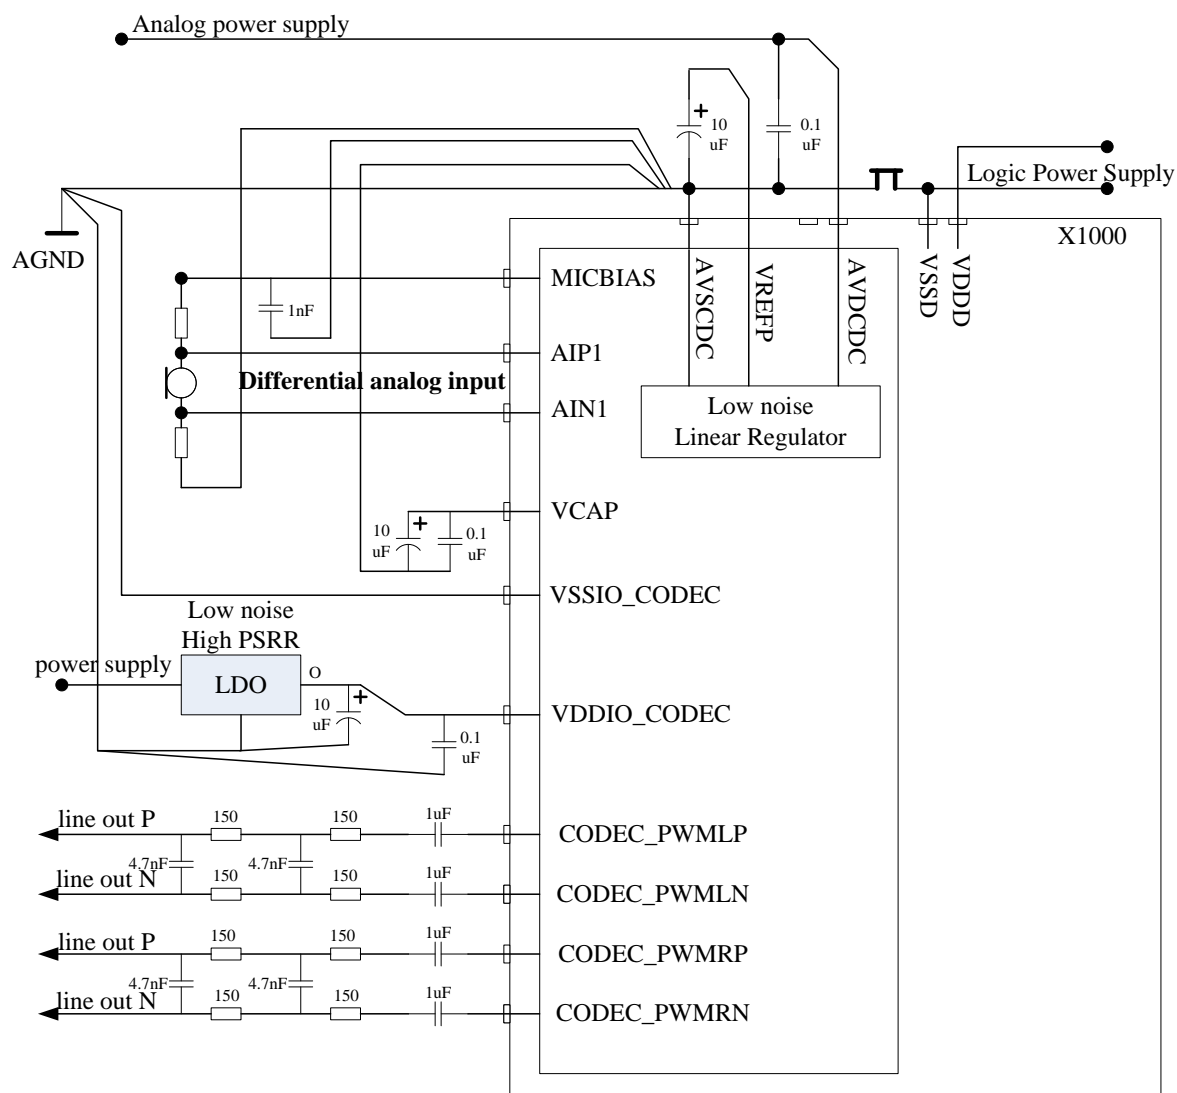 Analog power supply
+
10
uF
0.1
uF
Logic Power Supply
AGND
X1000
MICBIAS
1nF
AVSCDC
VREFP
AVDCDC
VSSD
VDDD
AIP1
Differential analog input
AIN1
Low noise
Linear Regulator
VCAP
+
10
uF
0.1
uF
VSSIO_CODEC
Low noise
High PSRR
power supply
LDO
O
+
10
uF
VDDIO_CODEC
0.1
uF
line out P
150
150
1uF
CODEC_PWMLP
4.7nF
4.7nF
line out N
150
150
1uF
CODEC_PWMLN
line out P
150
150
1uF
CODEC_PWMRP
4.7nF
4.7nF
line out N
150
150
1uF
CODEC_PWMRN